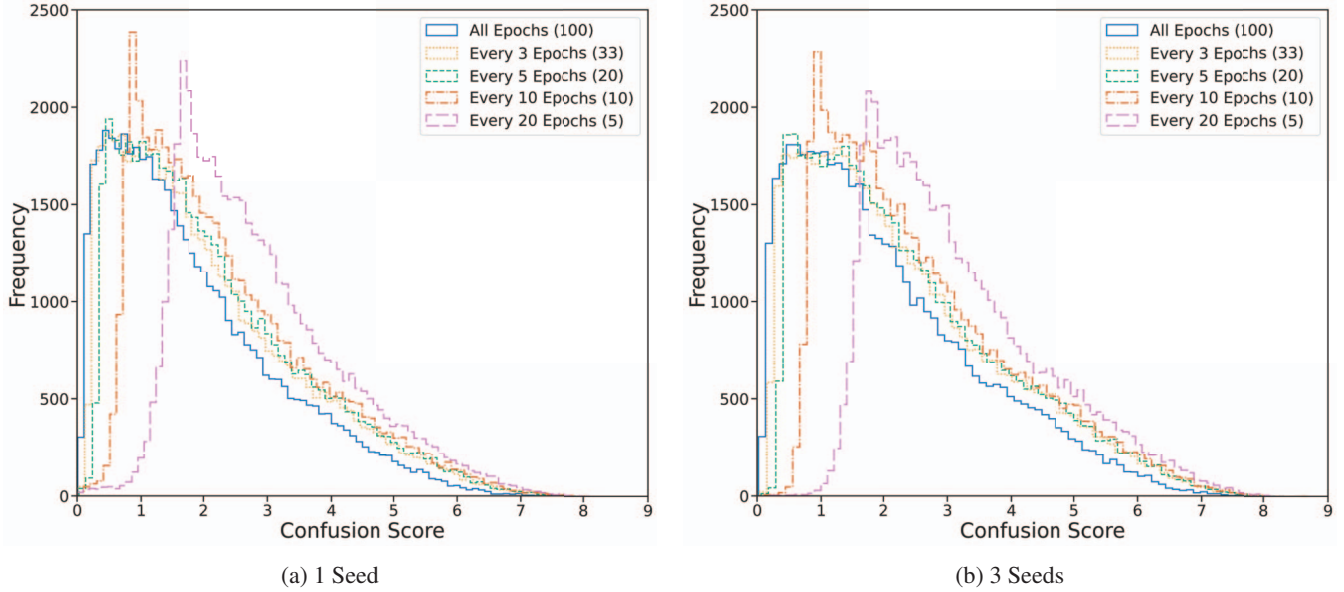 2500
2000
1500
1000
500
0
Frequency
0 1 2 3 4 5 6 7 8 9
Confusion Score
All Epochs (100)
Every 3 Epochs (33)
Every 5 Epochs (20)
Every 10 Epochs (10)
Every 20 Epochs (5)
(a) 1 Seed
2500
2000
1500
1000
500
0
Frequency
0 1 2 3 4 5 6 7 8 9
Confusion Score
All Epochs (100)
Every 3 Epochs (33)
Every 5 Epochs (20)
Every 10 Epochs (10)
Every 20 Epochs (5)
(b) 3 Seeds